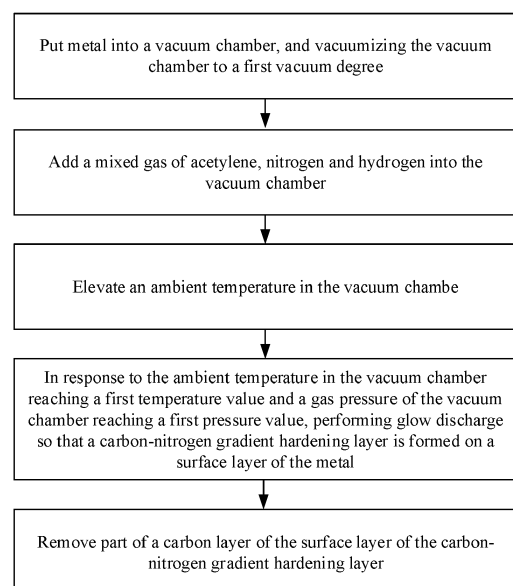 Put metal into a vacuum chamber, and vacuumizing the vacuum
chamber to a first vacuum degree
Add a mixed gas of acetylene, nitrogen and hydrogen into the
vacuum chamber
Elevate an ambient temperature in the vacuum chambe
In response to the ambient temperature in the vacuum chamber
reaching a first temperature value and a gas pressure of the vacuum
chamber reaching a first pressure value, performing glow discharge
so that a carbon-nitrogen gradient hardening layer is formed on a
surface layer of the metal
Remove part of a carbon layer of the surface layer of the carbon-
nitrogen gradient hardening layer